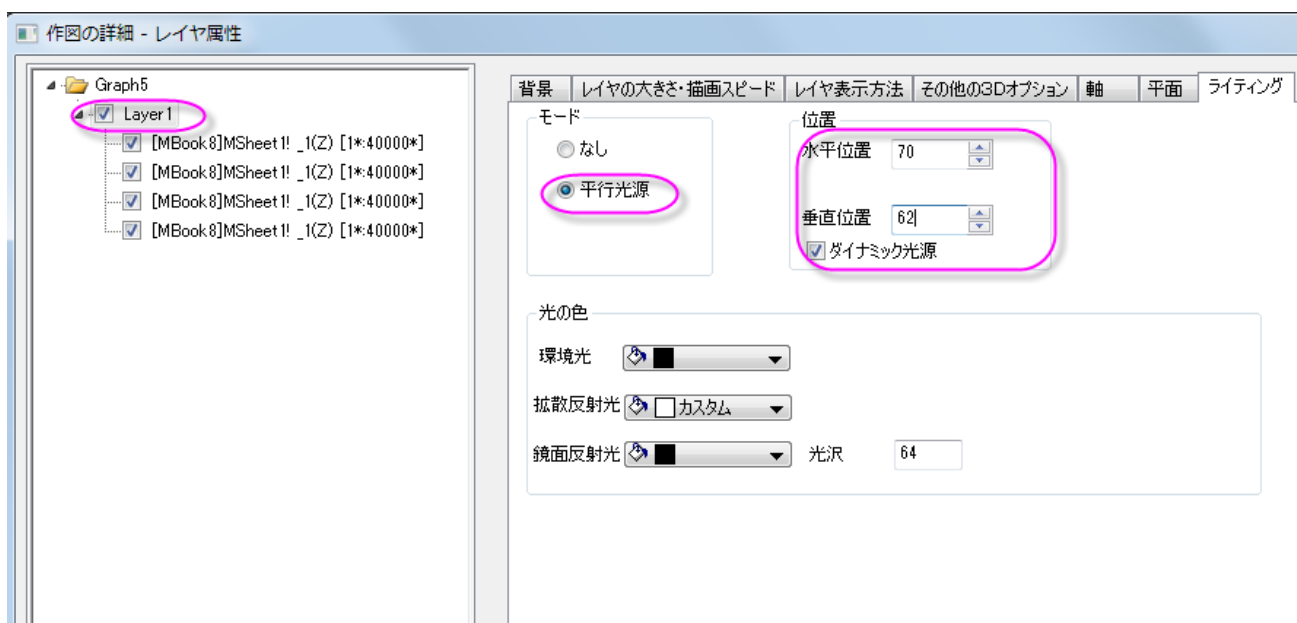 作図の詳細 - レイヤ属性
Graph5
Layer1
[MBook8]MSheet1! _1(Z) [1*:40000*]
[MBook8]MSheet1! _1(Z) [1*:40000*]
[MBook8]MSheet1! _1(Z) [1*:40000*]
[MBook8]MSheet1! _1(Z) [1*:40000*]
背景 レイヤの大きさ・描画スピード レイヤ表示方法 その他の3Dオプション 軸 平面 ライティング
モード
なし
平行光源
位置
水平位置 70
垂直位置 62
ダイナミック光源
光の色
環境光
拡散反射光 カスタム
鏡面反射光 光沢 64